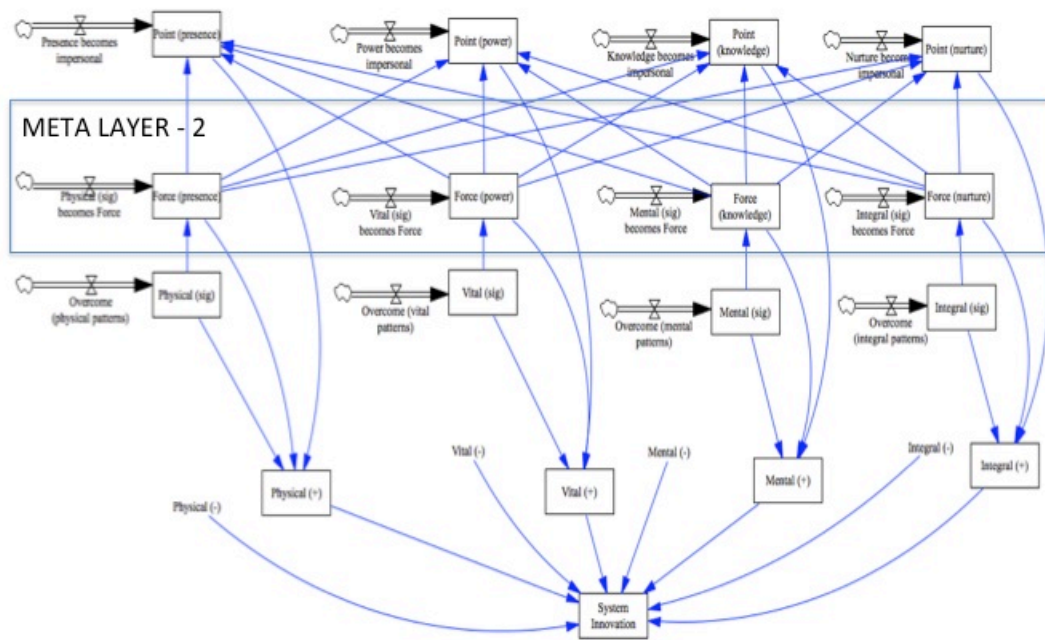 Presence becomes
impersonal
Point (presence)
Power becomes
impersonal
Point (power)
Knowledge becomes
impersonal
Point
(knowledge)
Nurture becomes
impersonal
Point (nurture)
META LAYER - 2
Physical (sig)
becomes Force
Force (presence)
Vital (sig)
becomes Force
Force (power)
Mental (sig)
becomes Force
Force
(knowledge)
Integral (sig)
becomes Force
Force (nurture)
Overcome
(physical patterns)
Physical (sig)
Overcome (vital
patterns)
Vital (sig)
Overcome (mental
patterns)
Mental (sig)
Overcome
(integral patterns)
Integral (sig)
Physical (-)
Physical (+)
Vital (-)
Vital (+)
Mental (-)
Mental (+)
Integral (-)
Integral (+)
System
Innovation